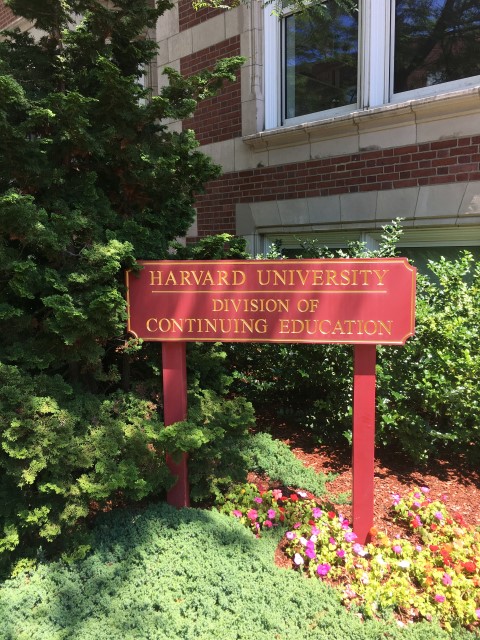 HARVARD UNIVERSITY
DIVISION OF
CONTINUING EDUCATION